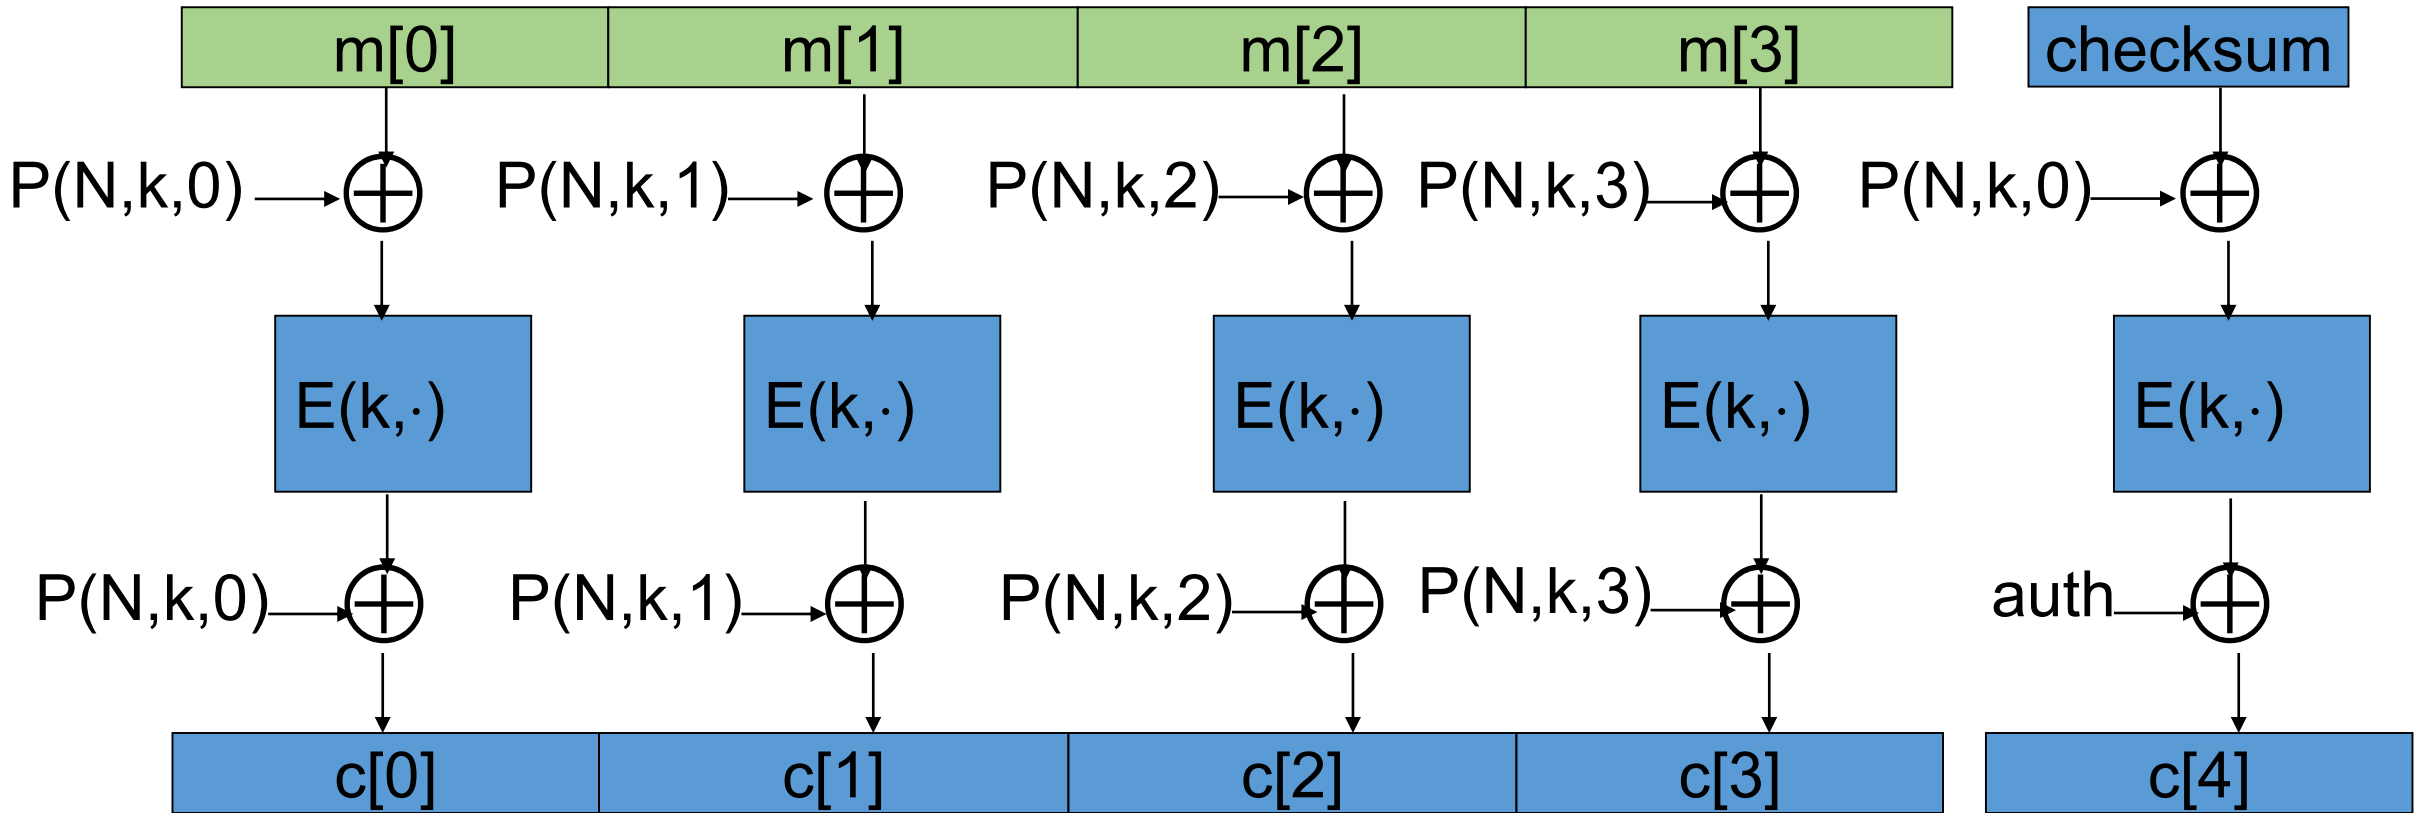 m[0] m[1] m[2] m[3] checksum
P(N,k,0) P(N,k,1) P(N,k,2) P(N,k,3) P(N,k,0)
E(k,·) E(k,·) E(k,·) E(k,·) E(k,·)
P(N,k,0) P(N,k,1) P(N,k,2) P(N,k,3) auth
c[0] c[1] c[2] c[3] c[4]